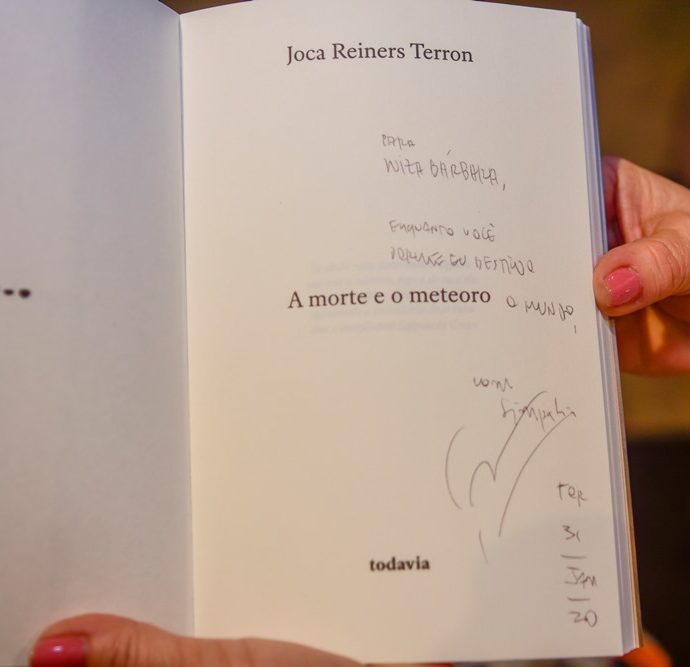 Joca Reiners Terron
PARA
NIZA BÁRBARA,
ENQUANTO VOCÊ
DORME EU DESTRUO
A morte e o meteoro
O MUNDO,
com
simpatia
TER
31
JAN
20
todavia